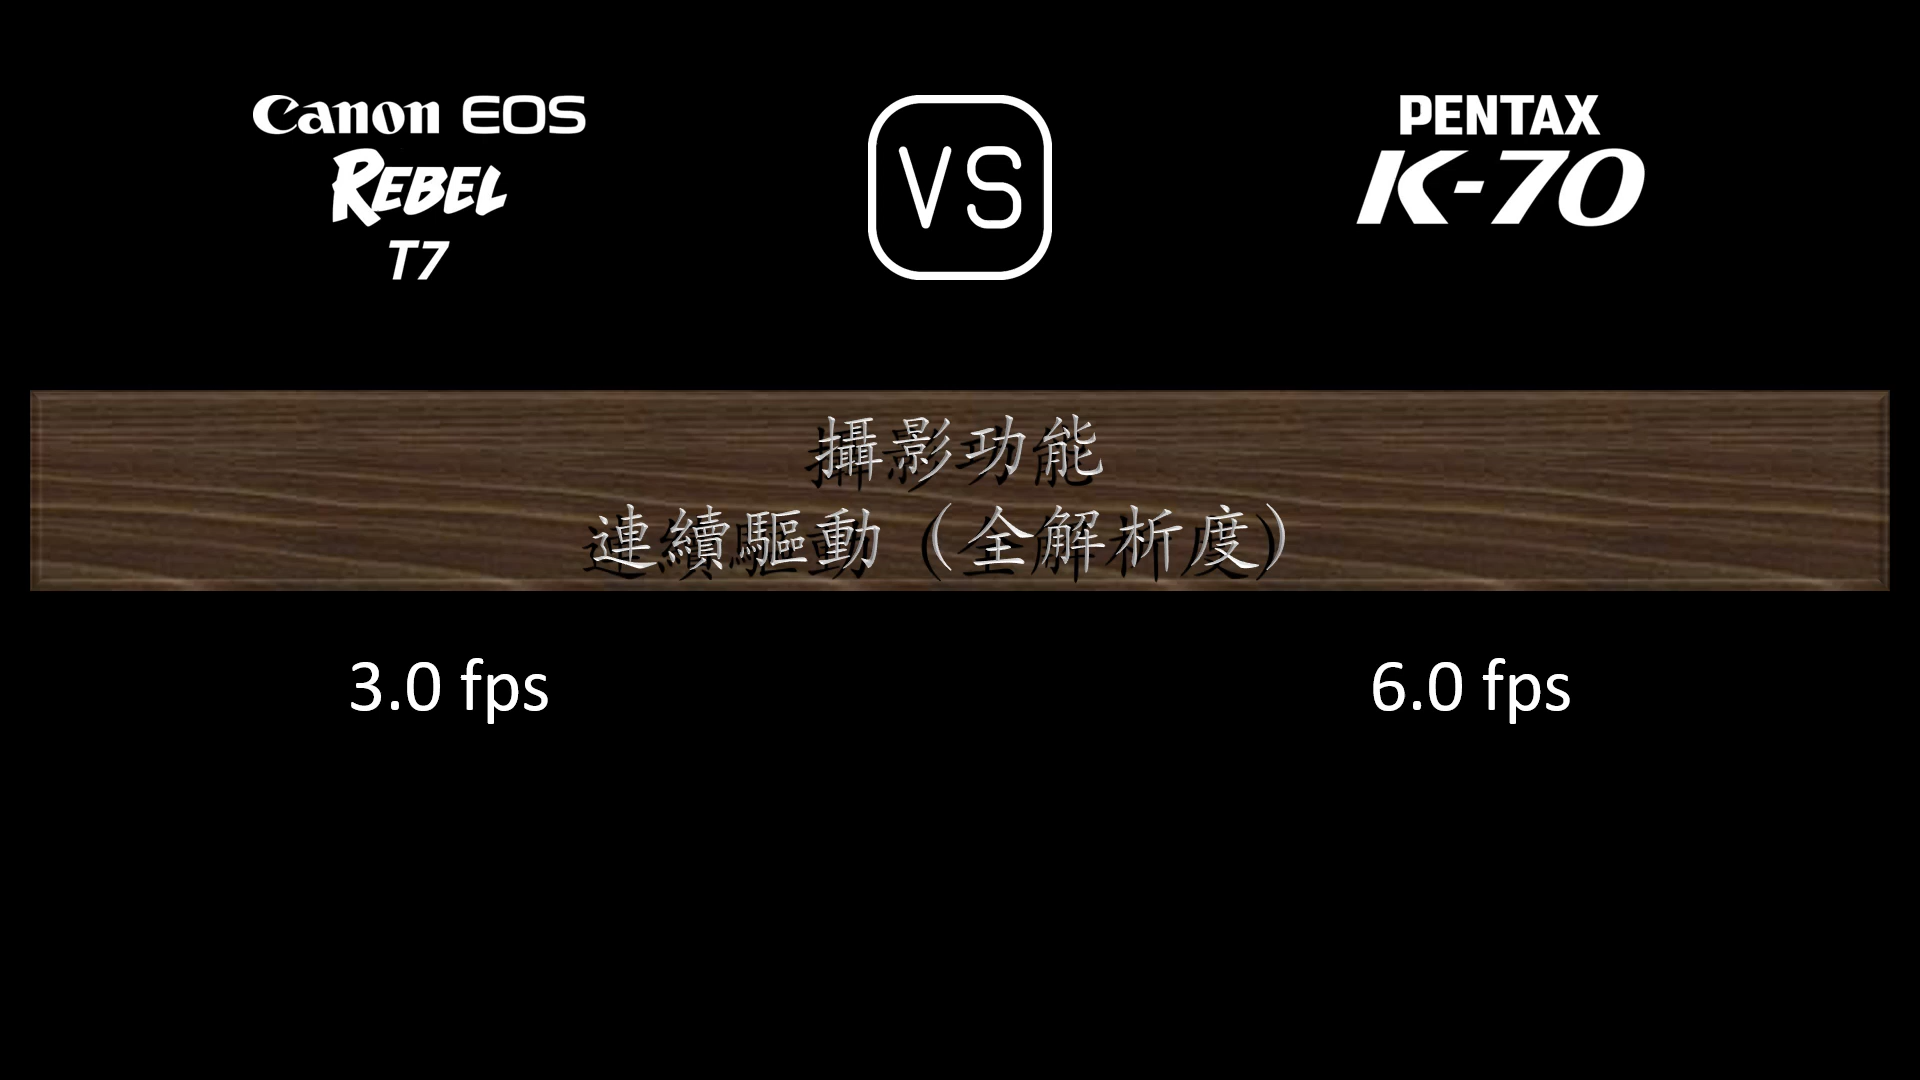 Canon EOS
REBEL
T7
VS
PENTAX
K-70
攝影功能
連續驅動（全解析度）
3.0 fps
6.0 fps